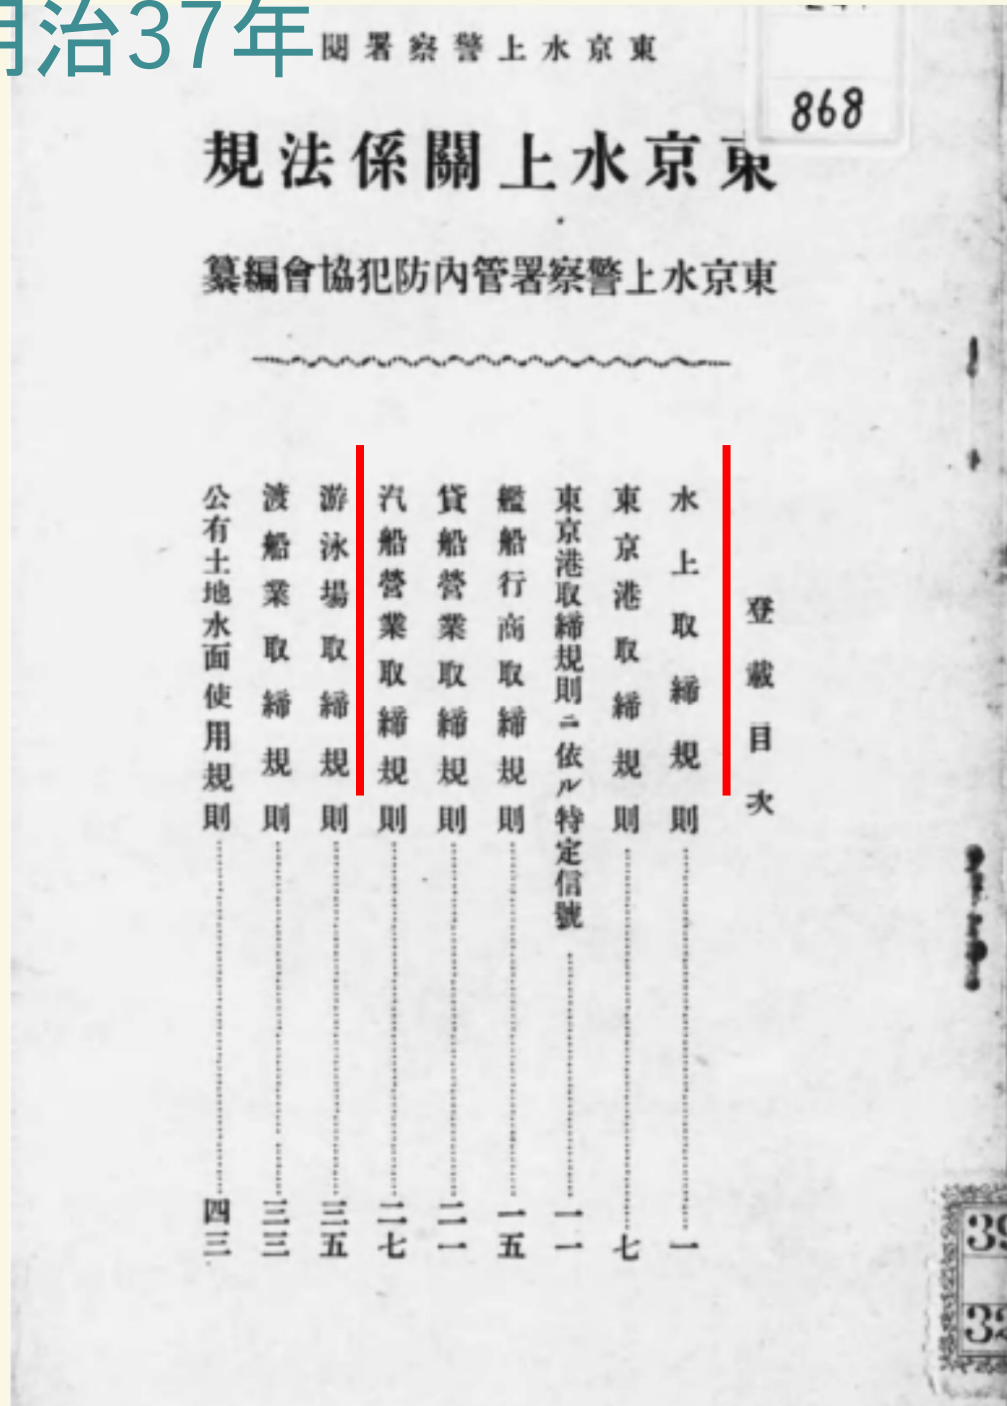 治37年
868
東京水上警察署閲
東京水上關係法規
東京水上警察署管內防犯協會編纂
登載目次
水上取締規則……一
東京港取締規則……七
東京港取締規則ニ依ル特定信號……一一
艦船行商取締規則……一五
貸船營業取締規則……二一
汽船營業取締規則……二七
游泳場取締規則……三五
渡船業取締規則……三三
公有土地水面使用規則……四三